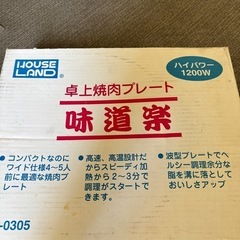 HOUSE
LAND
ハイパワー
1200W
卓上焼肉プレート
味道楽
●コンパクトなのに
ワイド仕様4〜5人
前に最適な焼肉プ
レート
●高速、高温設計だ
からスピーディ加
熱から2〜3分で
調理がスタートで
きます。
●波型プレートでヘ
ルシー調理余分な
脂を溝に落として
おいしさアップ
-0305